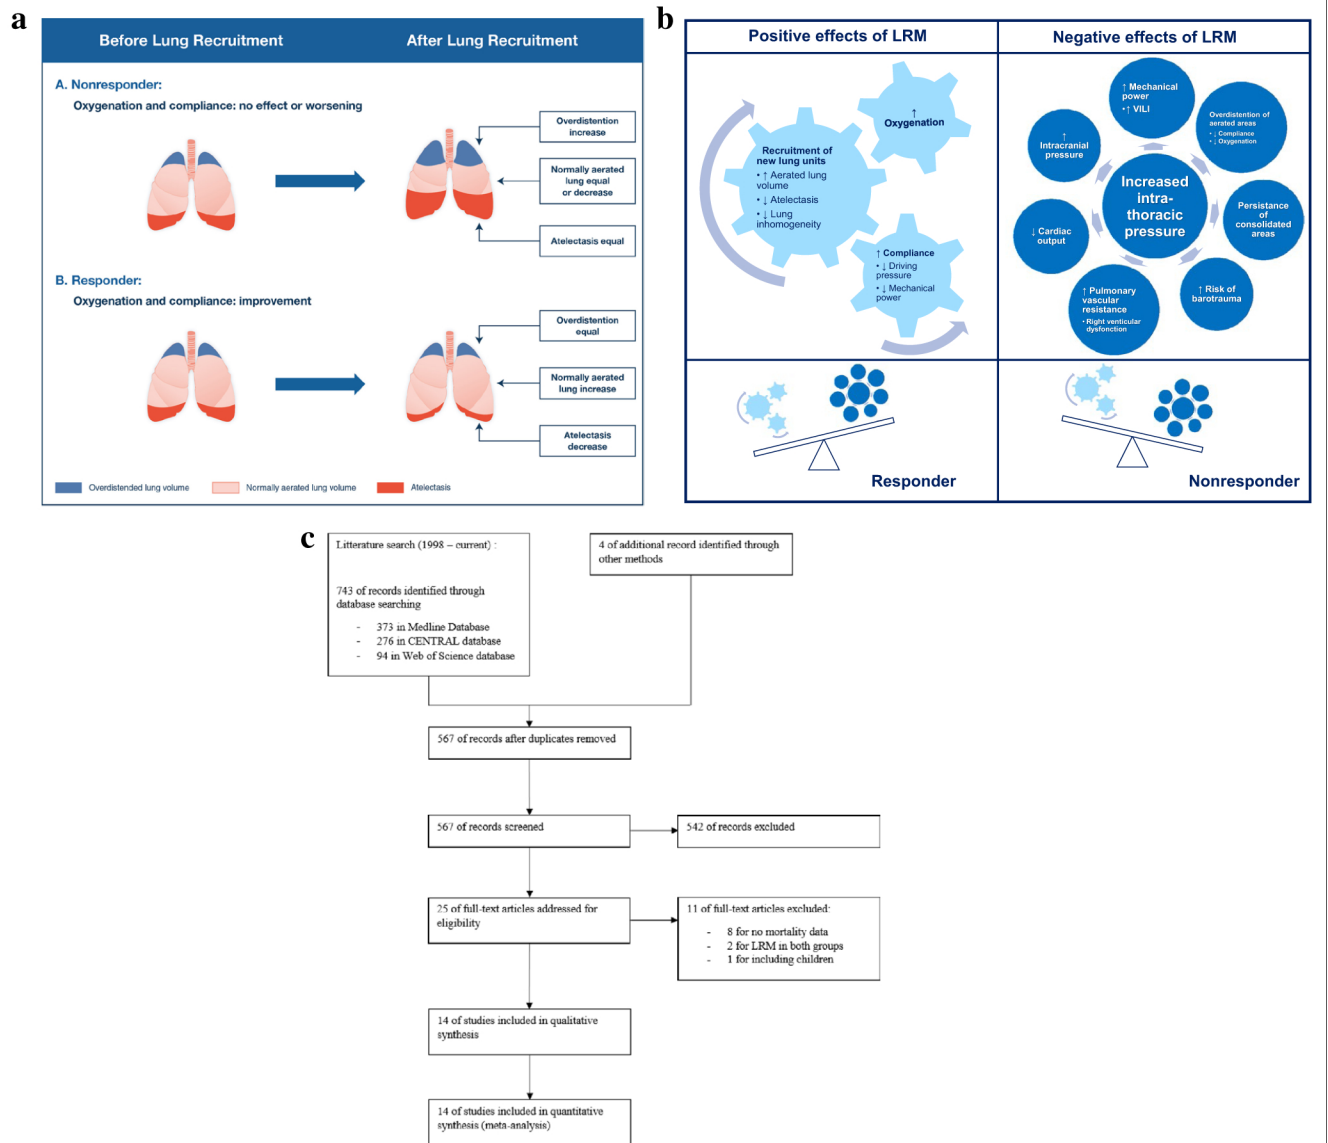 a
Before Lung Recruitment
After Lung Recruitment
A. Nonresponder:
Oxygenation and compliance: no effect or worsening
Overdistention
increase
Normally aerated
lung equal
or decrease
Atelectasis equal
B. Responder:
Oxygenation and compliance: improvement
Overdistention
equal
Normally aerated
lung increase
Atelectasis
decrease
Overdistended lung volume
Normally aerated lung volume
Atelectasis
b
Positive effects of LRM
Negative effects of LRM
↑
Oxygenation
Recruitment of
new lung units
• ↑ Aerated lung
volume
• ↓ Atelectasis
• ↓ Lung
inhomogeneity
↑ Compliance
• ↓ Driving
pressure
• ↓ Mechanical
power
↑ Mechanical
power
• ↑ VILI
Overdistention of
aerated areas
• ↓ Compliance
• ↓ Oxygenation
↑
Intracranial
pressure
Increased
intra-
thoracic
pressure
Persistance
of
consolidated
areas
↓ Cardiac
output
↑ Pulmonary
vascular
resistance
• Right ventricular
dysfonction
↑ Risk of
barotrauma
Responder
Nonresponder
c
Litterature search (1998 – current) :
743 of records identified through
database searching
- 373 in Medline Database
- 276 in CENTRAL database
- 94 in Web of Science database
4 of additional record identified through
other methods
567 of records after duplicates removed
567 of records screened
542 of records excluded
25 of full-text articles addressed for
eligibility
11 of full-text articles excluded:
- 8 for no mortality data
- 2 for LRM in both groups
- 1 for including children
14 of studies included in qualitative
synthesis
14 of studies included in quantitative
synthesis (meta-analysis)